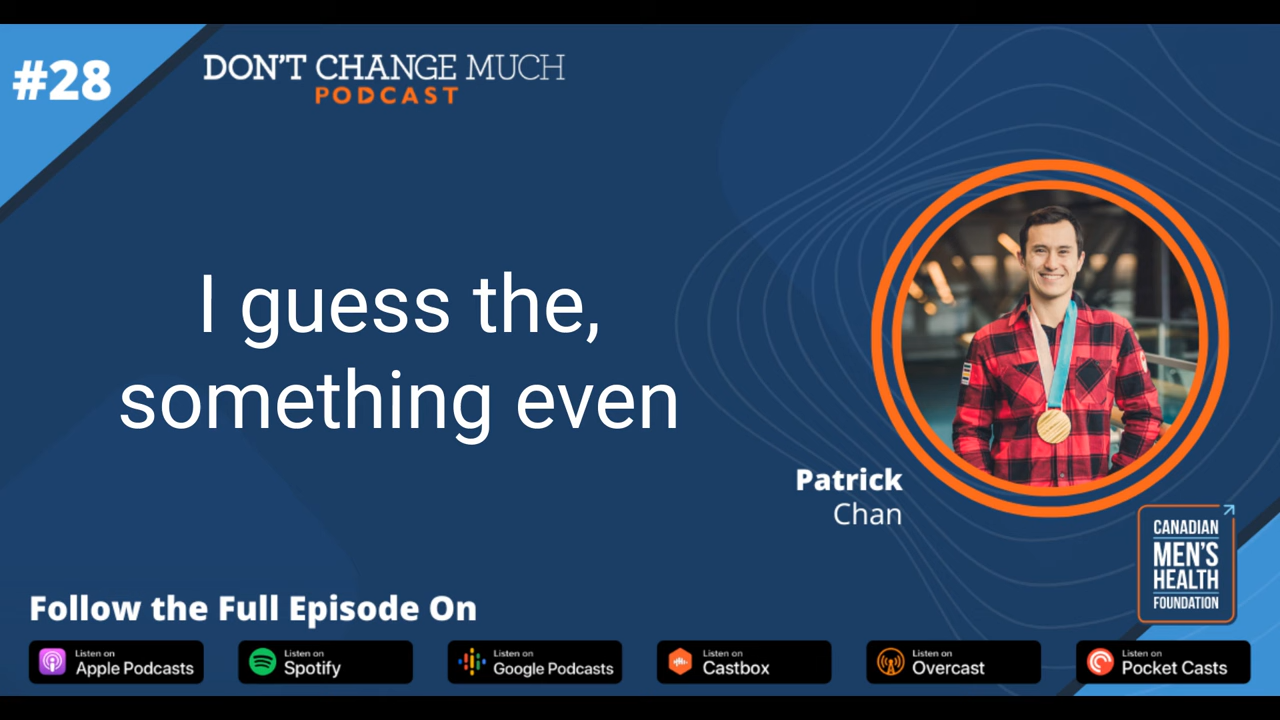 #28
DON'T CHANGE MUCH
PODCAST
I guess the,
something even
Patrick
Chan
CANADIAN
MEN'S
HEALTH
FOUNDATION
Follow the Full Episode On
Listen on
Apple Podcasts
Listen on
Spotify
Listen on
Google Podcasts
Listen on
Castbox
Listen on
Overcast
Listen on
Pocket Casts